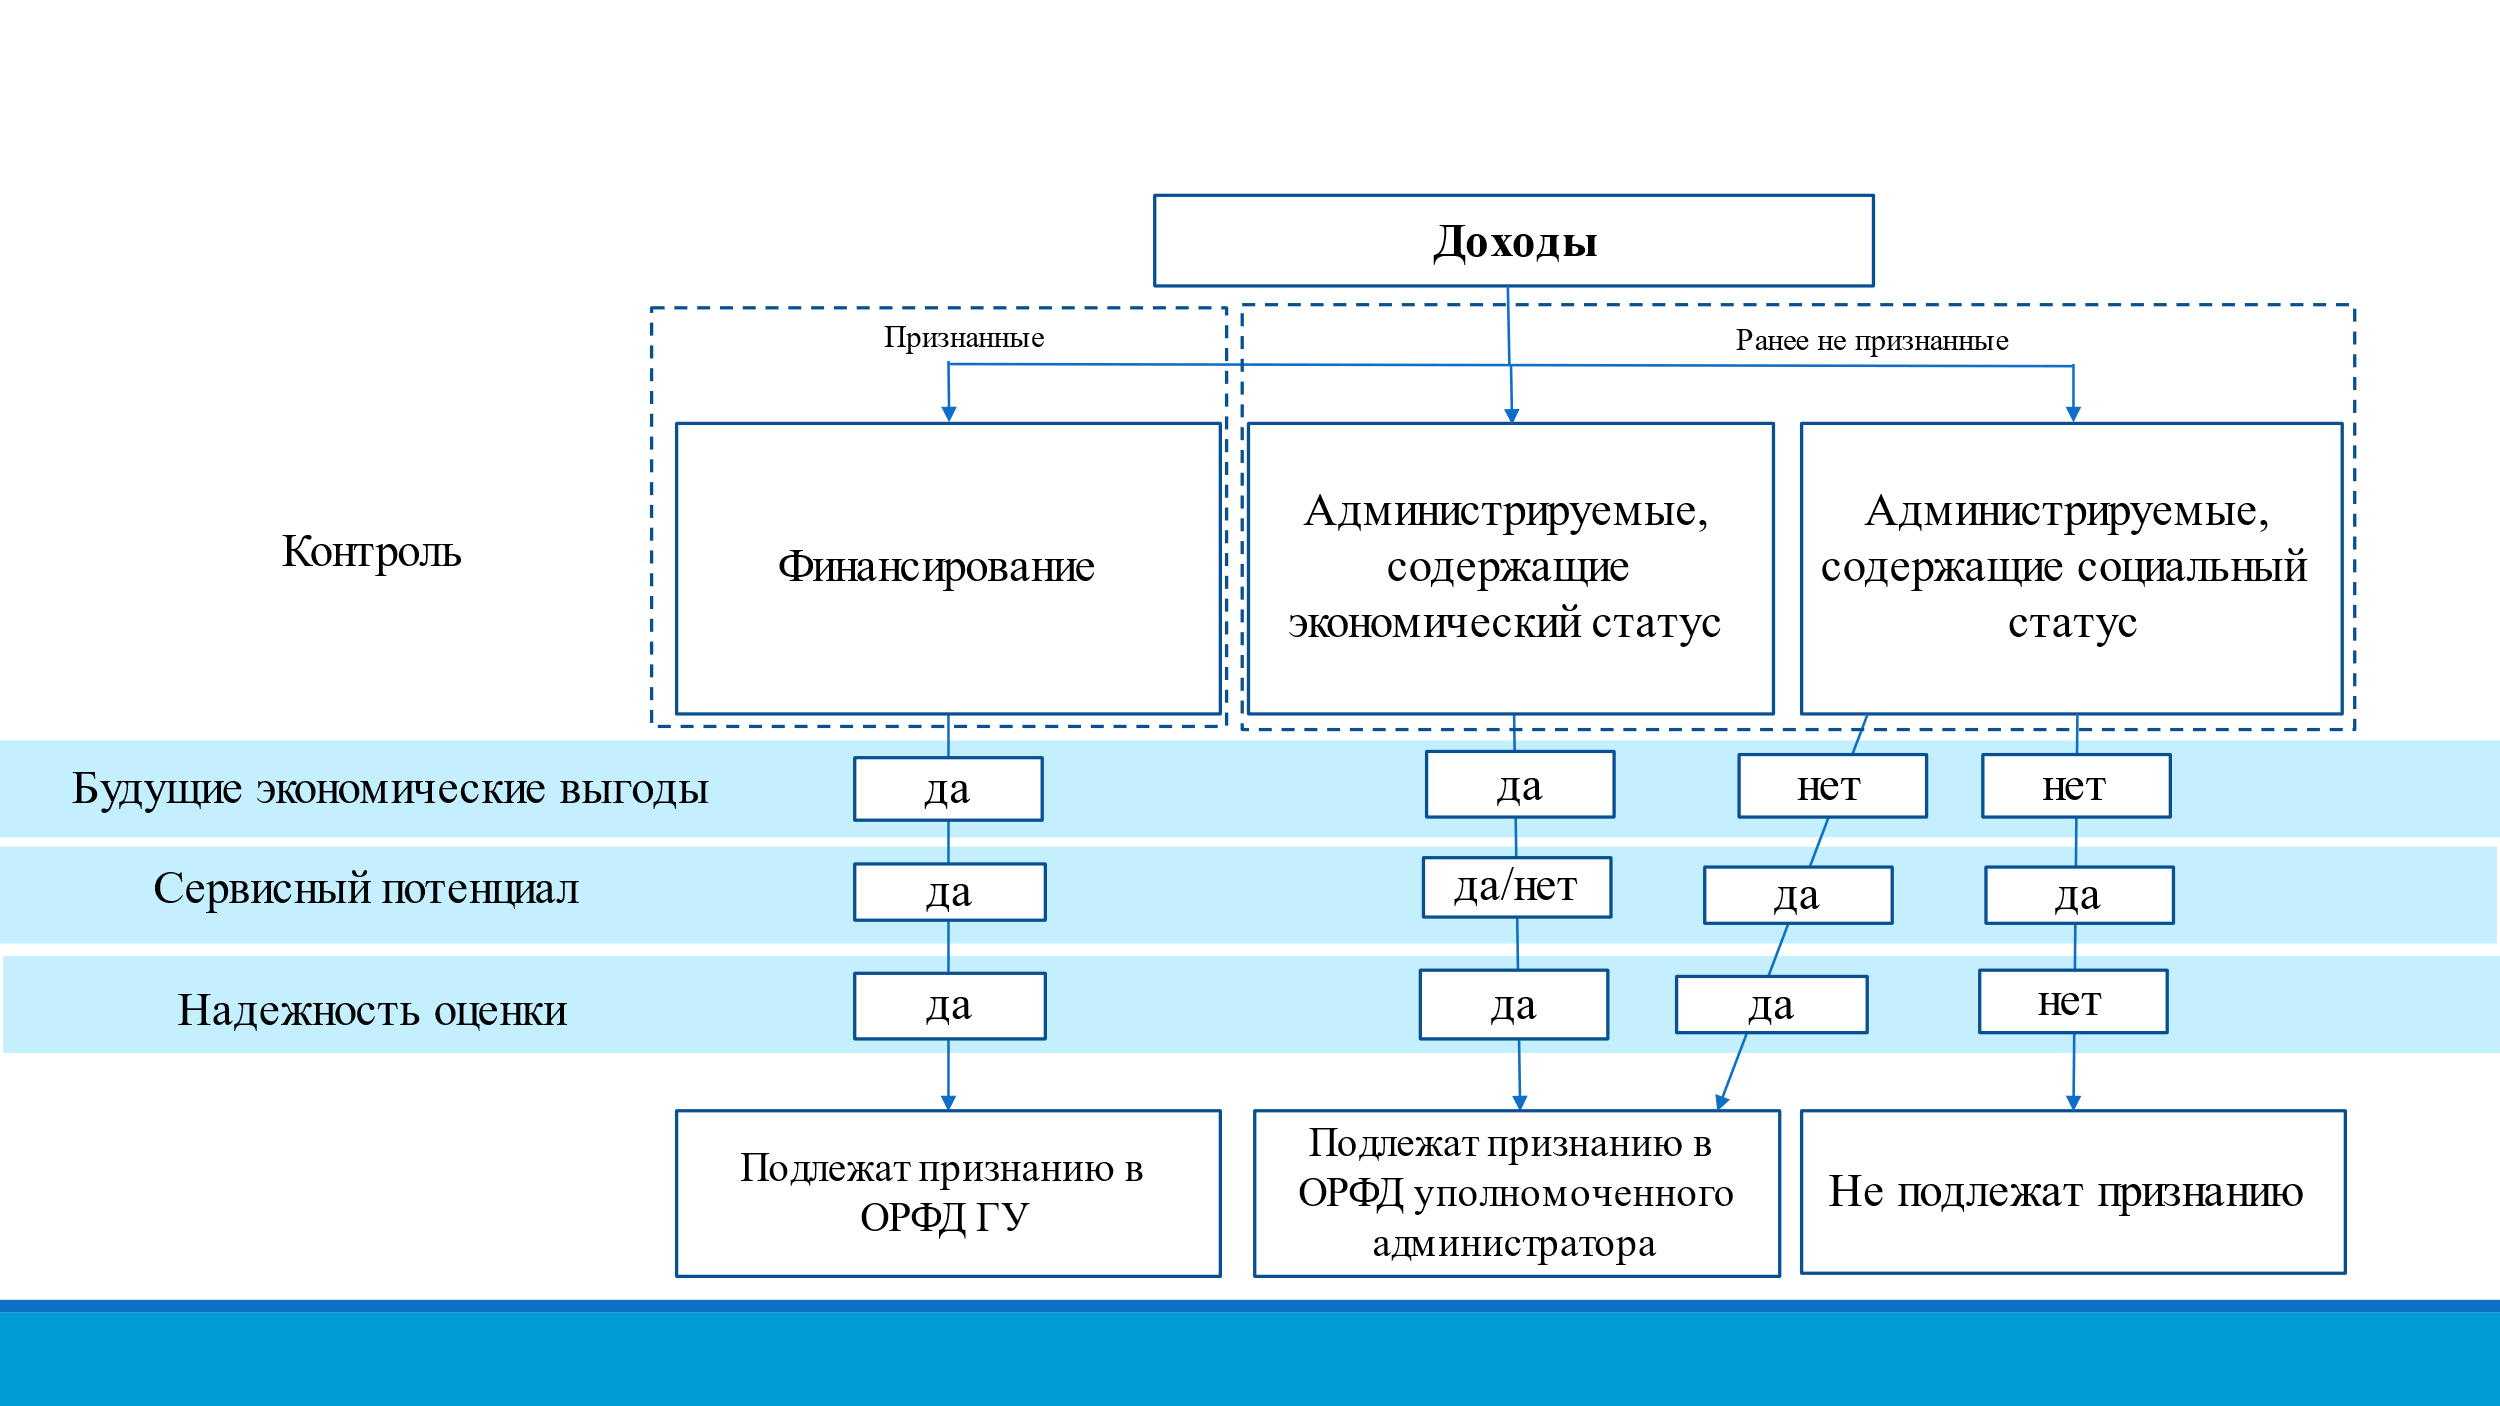 Доходы
Признанные
Ранее не признанные
Контроль
Финансирование
Администрируемые,
содержащие
экономический статус
Администрируемые,
содержащие социальный
статус
Будущие экономические выгоды
да
да
нет
нет
Сервисный потенциал
да
да/нет
да
да
Надежность оценки
да
да
да
нет
Подлежат признанию в
ОРФД ГУ
Подлежат признанию в
ОРФД уполномоченного
администратора
Не подлежат признанию